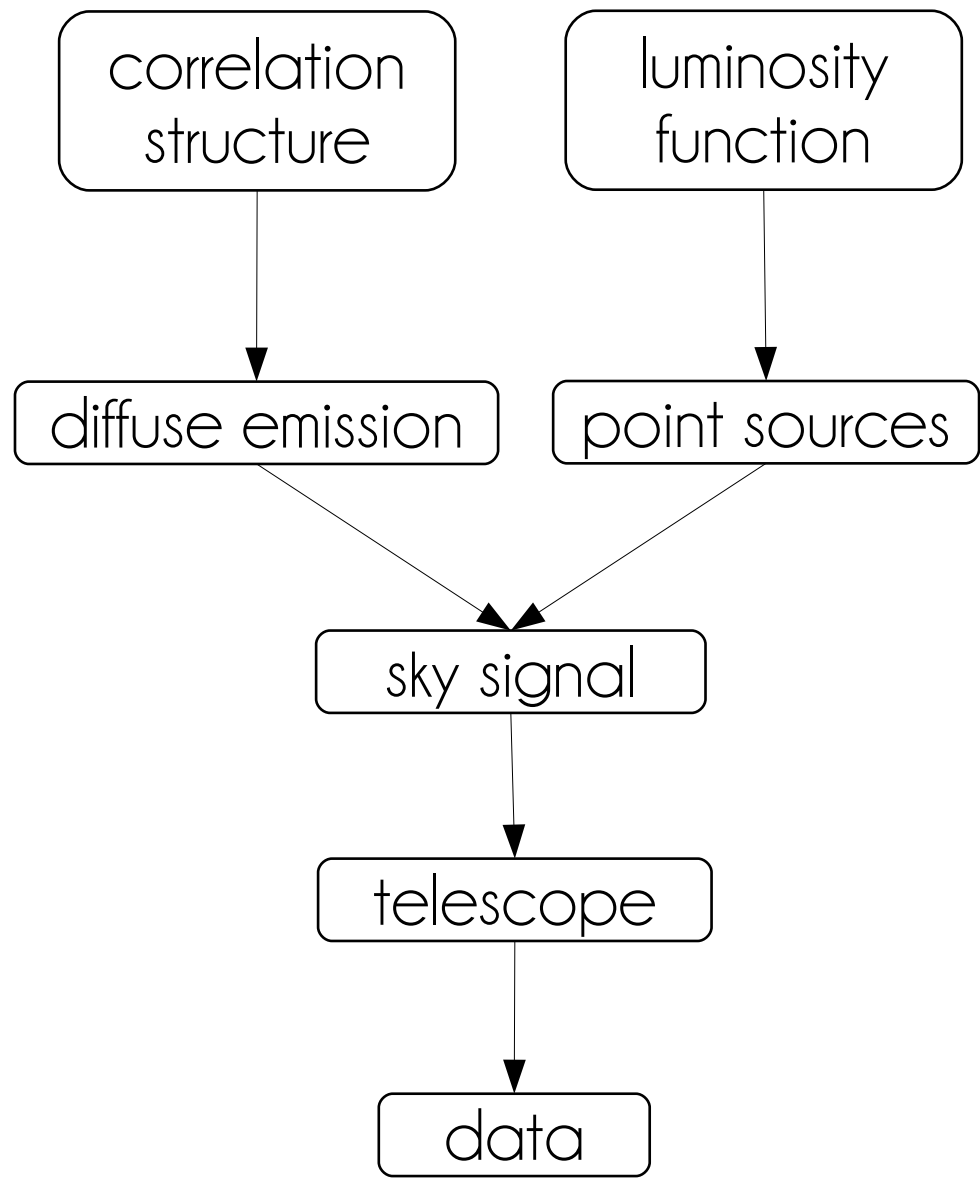 correlation
structure
luminosity
function
diffuse emission
point sources
sky signal
telescope
data